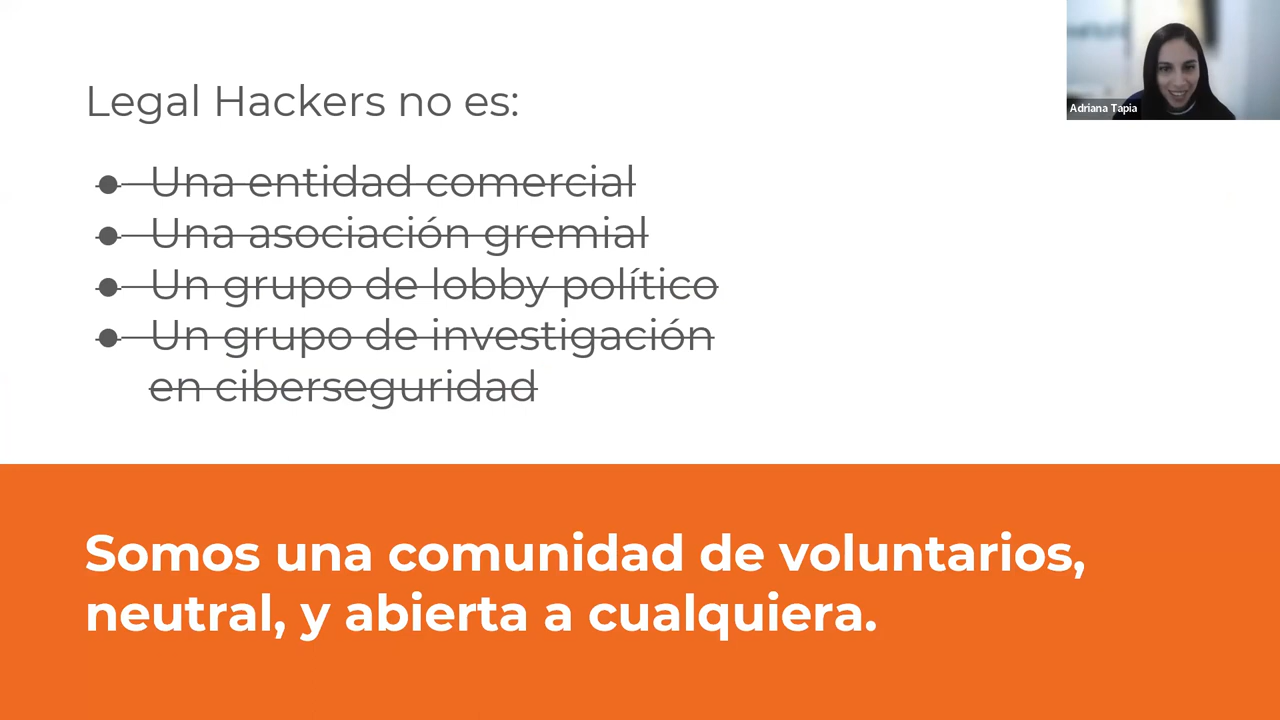 Legal Hackers no es:
● Una entidad comercial
● Una asociación gremial
● Un grupo de lobby político
● Un grupo de investigación
en ciberseguridad
Somos una comunidad de voluntarios,
neutral, y abierta a cualquiera.
Adriana Tapia